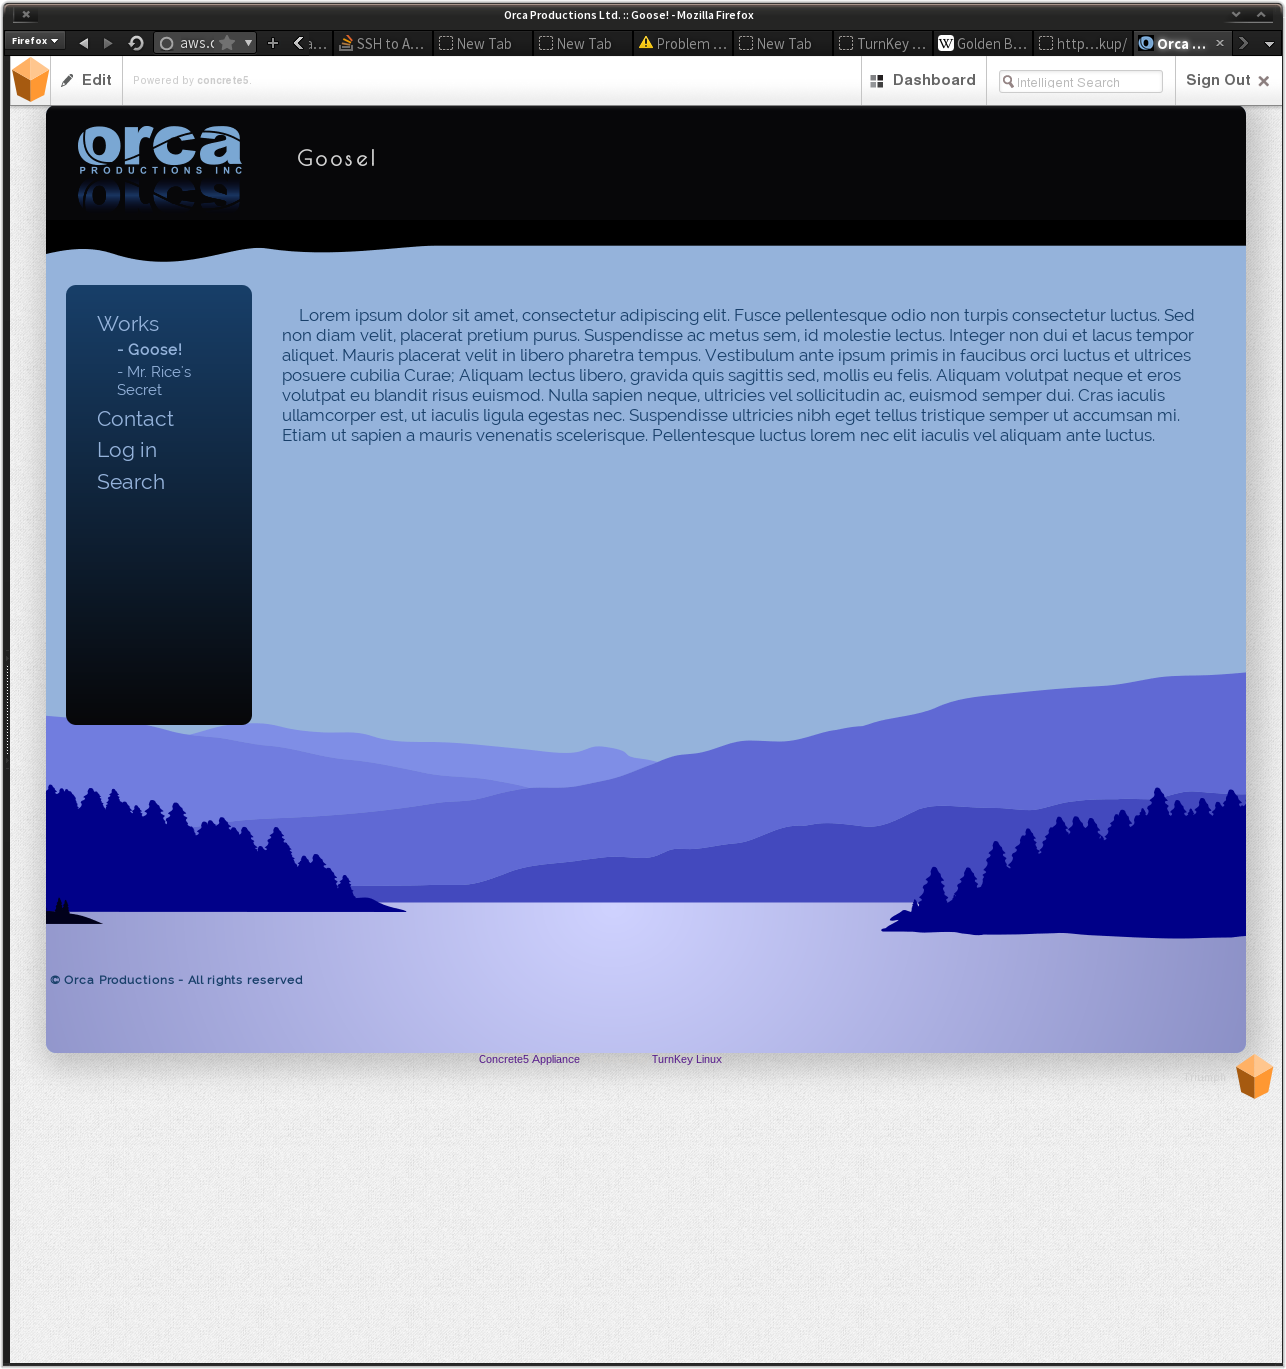 Orca Productions Ltd. :: Goose! - Mozilla Firefox
Firefox
aws.c
a…
SSH to A…
New Tab
New Tab
Problem …
New Tab
TurnKey …
W Golden B…
http…kup/
Orca …
Edit
Powered by concrete5.
Dashboard
Intelligent Search
Sign Out
orca
PRODUCTIONS INC
Goose!
Works
- Goose!
- Mr. Rice's
Secret
Contact
Log in
Search
Lorem ipsum dolor sit amet, consectetur adipiscing elit. Fusce pellentesque odio non turpis consectetur luctus. Sed
non diam velit, placerat pretium purus. Suspendisse ac metus sem, id molestie lectus. Integer non dui et lacus tempor
aliquet. Mauris placerat velit in libero pharetra tempus. Vestibulum ante ipsum primis in faucibus orci luctus et ultrices
posuere cubilia Curae; Aliquam lectus libero, gravida quis sagittis sed, mollis eu felis. Aliquam volutpat neque et eros
volutpat eu blandit risus euismod. Nulla sapien neque, ultricies vel sollicitudin ac, euismod semper dui. Cras iaculis
ullamcorper est, ut iaculis ligula egestas nec. Suspendisse ultricies nibh eget tellus tristique semper ut accumsan mi.
Etiam ut sapien a mauris venenatis scelerisque. Pellentesque luctus lorem nec elit iaculis vel aliquam ante luctus.
© Orca Productions - All rights reserved
Concrete5 Appliance
TurnKey Linux